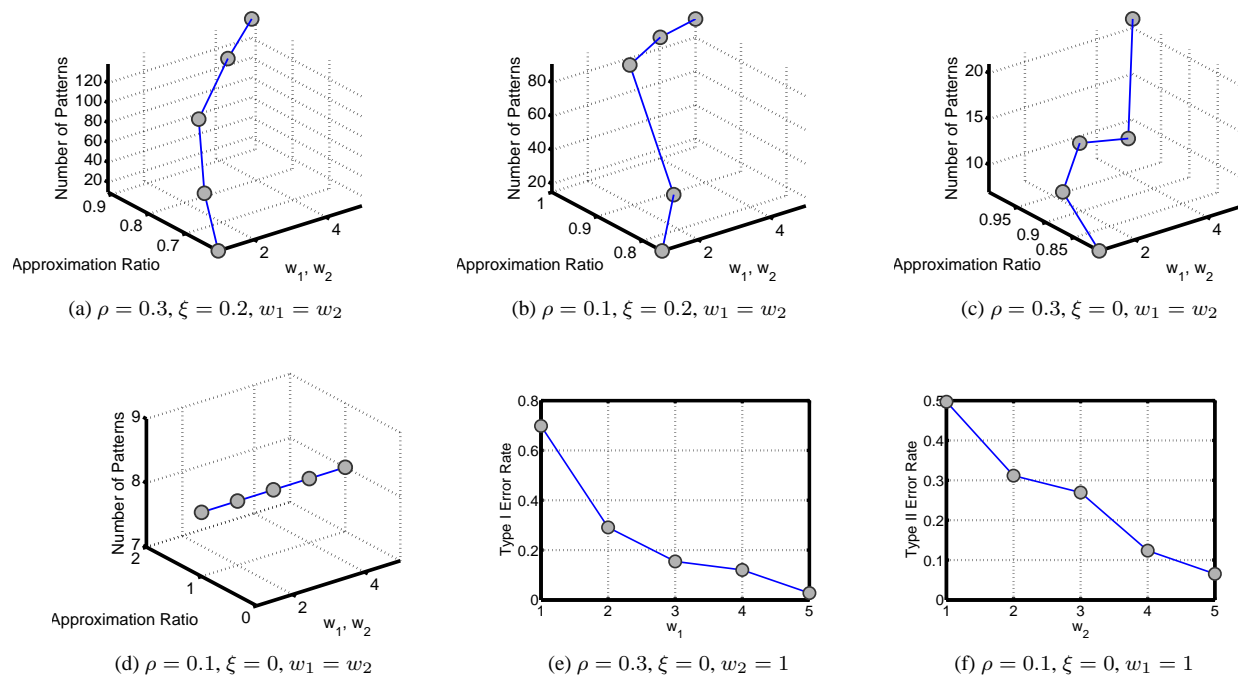 Number of Patterns
120
100
80
60
40
20
0.9
0.8
0.7
2
4
Approximation Ratio
w1, w2
(a) ρ = 0.3, ξ = 0.2, w1 = w2
Number of Patterns
80
60
40
20
1
0.9
0.8
2
4
Approximation Ratio
w1, w2
(b) ρ = 0.1, ξ = 0.2, w1 = w2
Number of Patterns
20
15
10
0.95
0.9
0.85
2
4
Approximation Ratio
w1, w2
(c) ρ = 0.3, ξ = 0, w1 = w2
Number of Patterns
9
8
7
2
1
0
2
4
Approximation Ratio
w1, w2
(d) ρ = 0.1, ξ = 0, w1 = w2
Type I Error Rate
0.8
0.6
0.4
0.2
0
1 2 3 4 5
w1
(e) ρ = 0.3, ξ = 0, w2 = 1
Type II Error Rate
0.5
0.4
0.3
0.2
0.1
0
1 2 3 4 5
w2
(f) ρ = 0.1, ξ = 0, w1 = 1